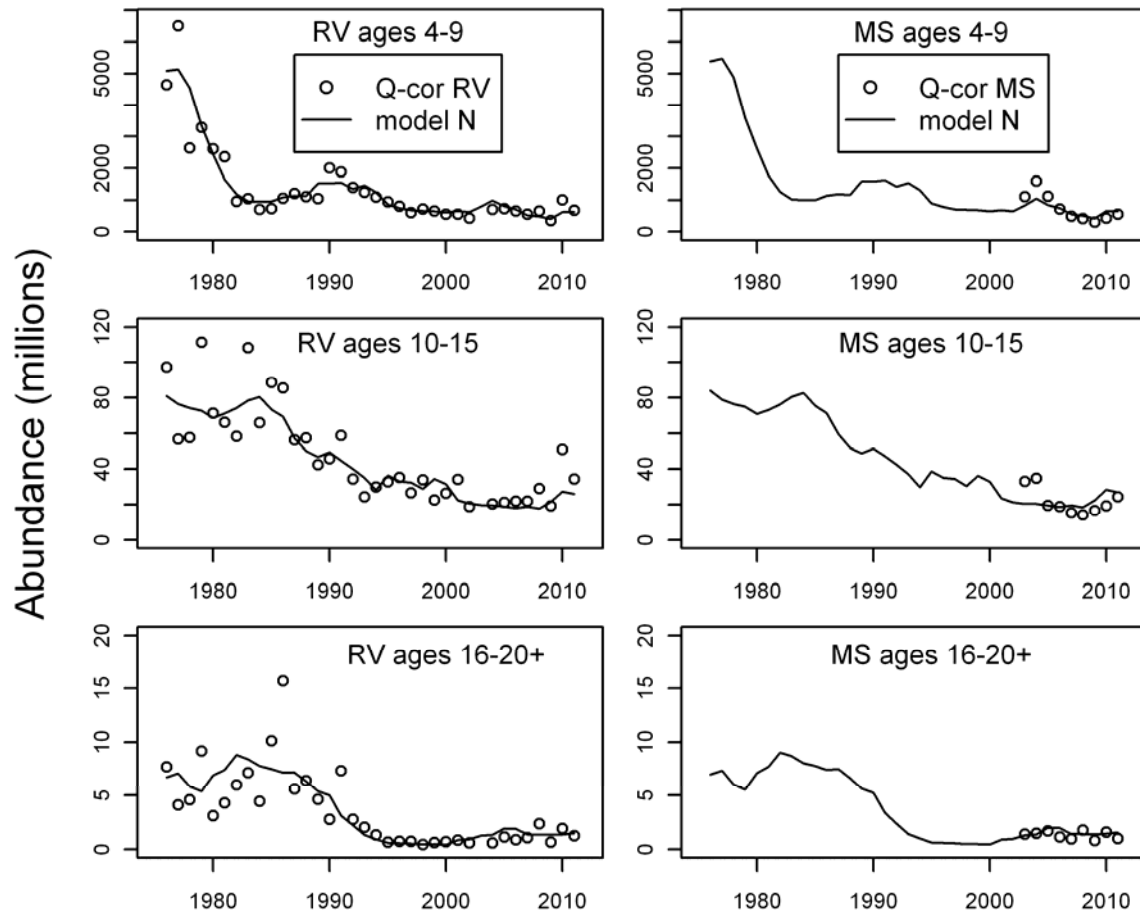 Abundance (millions)
RV ages 4-9
Q-cor RV
model N
0
2000
5000
1980 1990 2000 2010
MS ages 4-9
Q-cor MS
model N
0
2000
5000
1980 1990 2000 2010
RV ages 10-15
0
40
80
120
1980 1990 2000 2010
MS ages 10-15
0
40
80
120
1980 1990 2000 2010
RV ages 16-20+
0
5
10
15
20
1980 1990 2000 2010
MS ages 16-20+
0
5
10
15
20
1980 1990 2000 2010